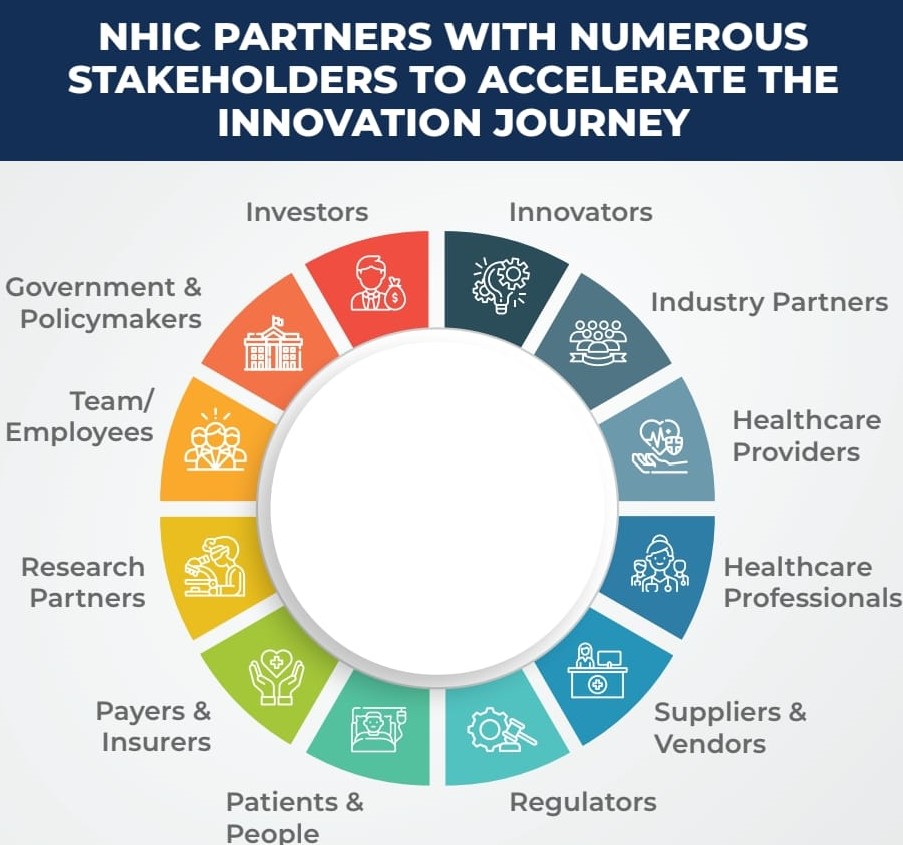 NHIC PARTNERS WITH NUMEROUS
STAKEHOLDERS TO ACCELERATE THE
INNOVATION JOURNEY
Investors
Innovators
Government &
Policymakers
Industry Partners
Team/
Employees
Healthcare
Providers
Research
Partners
Healthcare
Professionals
Payers &
Insurers
Suppliers &
Vendors
Patients &
People
Regulators
$